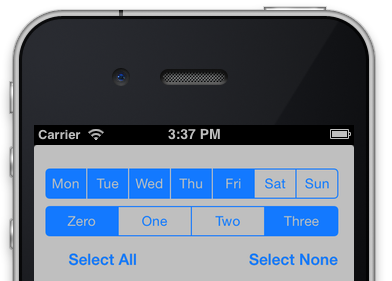 Carrier 3:37 PM
Mon Tue Wed Thu Fri Sat Sun
Zero One Two Three
Select All Select None